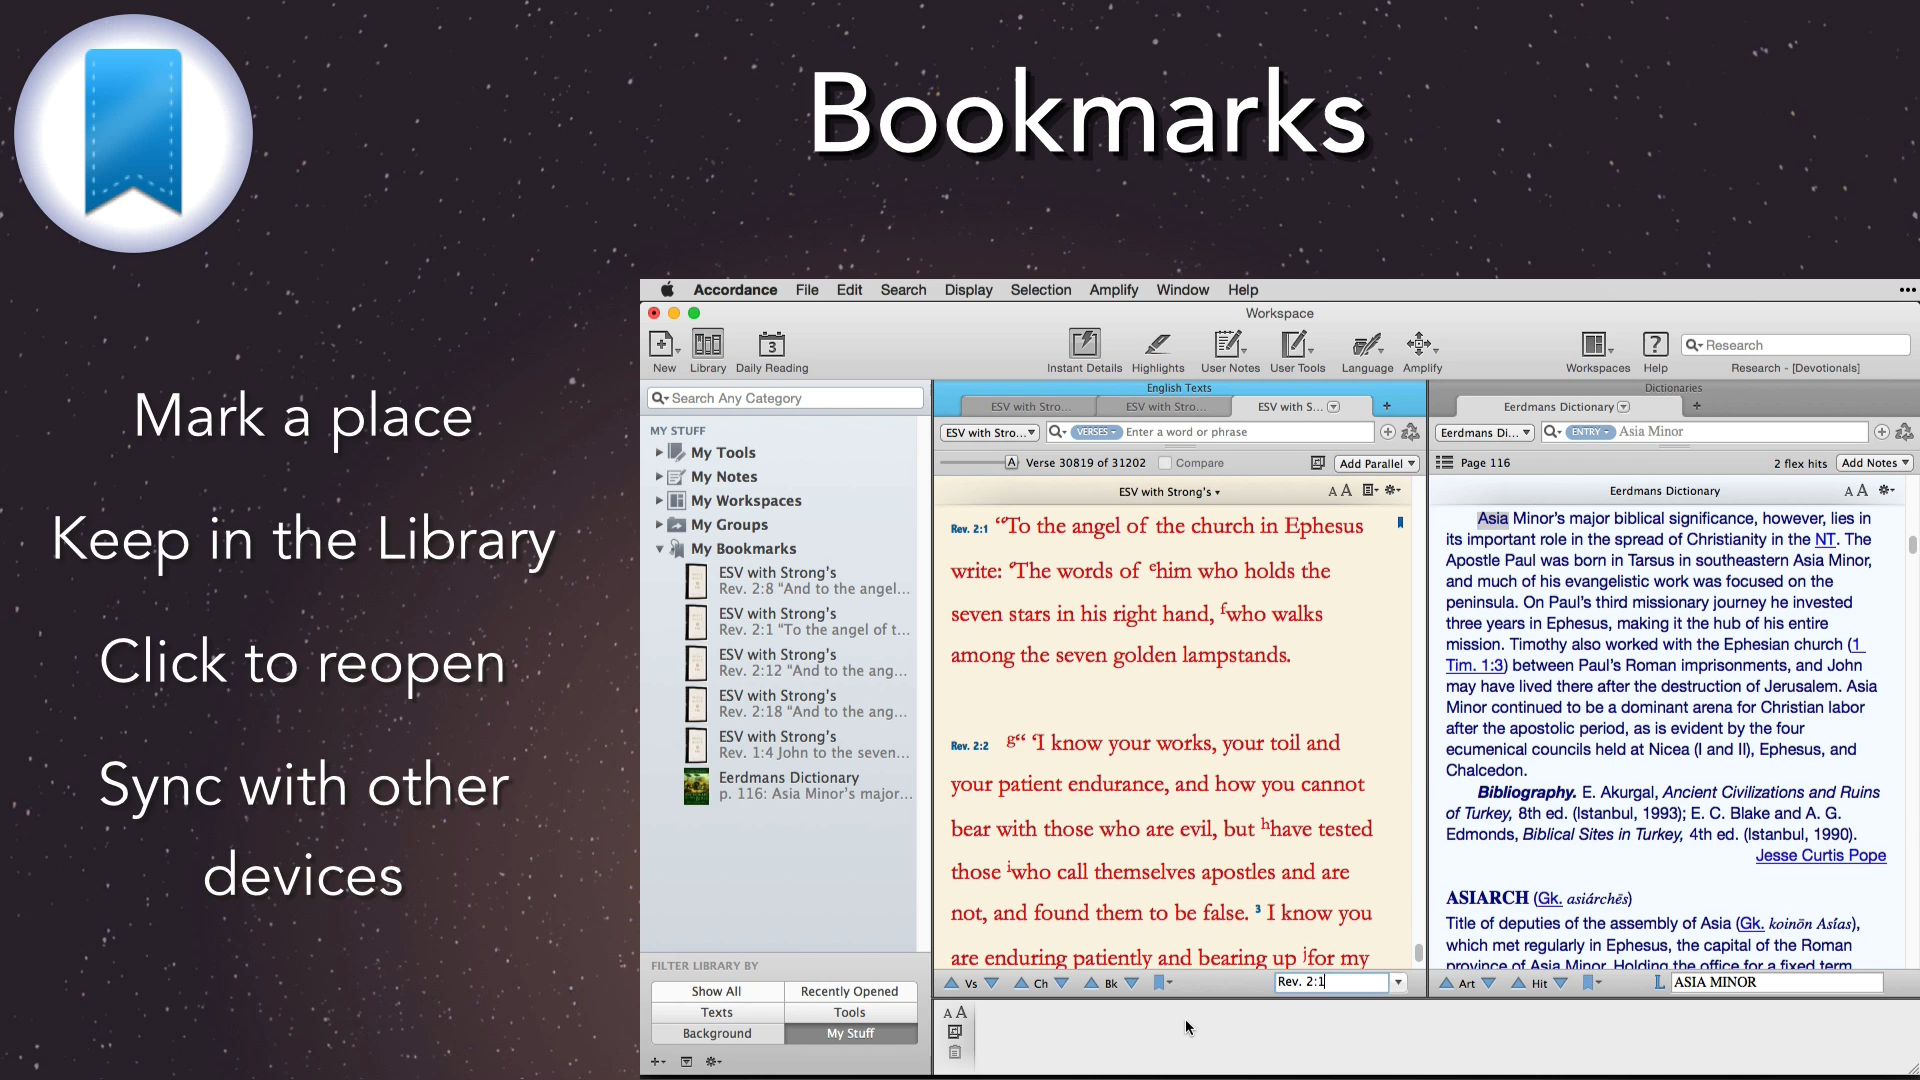 Bookmarks
Mark a place
Keep in the Library
Click to reopen
Sync with other
devices
Accordance File Edit Search Display Selection Amplify Window Help
Workspace
3
New Library Daily Reading Instant Details Highlights User Notes User Tools Language Amplify Workspaces Help
Research
Research - [Devotionals]
Search Any Category
MY STUFF
My Tools
My Notes
My Workspaces
My Groups
My Bookmarks
ESV with Strong's
Rev. 2:8 "And to the angel...
ESV with Strong's
Rev. 2:1 "To the angel of t...
ESV with Strong's
Rev. 2:12 "And to the ang...
ESV with Strong's
Rev. 2:18 "And to the ang...
ESV with Strong's
Rev. 1:4 John to the seven...
Eerdmans Dictionary
p. 116: Asia Minor's major...
FILTER LIBRARY BY
Show All Recently Opened
Texts Tools
Background My Stuff
English Texts
ESV with Stro... ESV with Stro... ESV with S...
ESV with Stro... VERSES Enter a word or phrase
A Verse 30819 of 31202 Compare Add Parallel
ESV with Strong's A A
Rev. 2:1 “To the angel of the church in Ephesus
write: ‘The words of ᵉhim who holds the
seven stars in his right hand, ᶠwho walks
among the seven golden lampstands.
Rev. 2:2 ᵍ“ ‘I know your works, your toil and
your patient endurance, and how you cannot
bear with those who are evil, but ʰhave tested
those ⁱwho call themselves apostles and are
not, and found them to be false. ³ I know you
are enduring patiently and bearing up ʲfor my
Vs Ch Bk Rev. 2:1
A A
Dictionaries
Eerdmans Dictionary
Eerdmans Di... ENTRY Asia Minor
Page 116 2 flex hits Add Notes
Eerdmans Dictionary A A
Asia Minor's major biblical significance, however, lies in
its important role in the spread of Christianity in the NT. The
Apostle Paul was born in Tarsus in southeastern Asia Minor,
and much of his evangelistic work was focused on the
peninsula. On Paul's third missionary journey he invested
three years in Ephesus, making it the hub of his entire
mission. Timothy also worked with the Ephesian church (1
Tim. 1:3) between Paul's Roman imprisonments, and John
may have lived there after the destruction of Jerusalem. Asia
Minor continued to be a dominant arena for Christian labor
after the apostolic period, as is evident by the four
ecumenical councils held at Nicea (I and II), Ephesus, and
Chalcedon.
Bibliography. E. Akurgal, Ancient Civilizations and Ruins
of Turkey, 8th ed. (Istanbul, 1993); E. C. Blake and A. G.
Edmonds, Biblical Sites in Turkey, 4th ed. (Istanbul, 1990).
Jesse Curtis Pope
ASIARCH (Gk. asiárchēs)
Title of deputies of the assembly of Asia (Gk. koinōn Asías),
which met regularly in Ephesus, the capital of the Roman
province of Asia Minor. Holding the office for a fixed term
Art Hit L ASIA MINOR